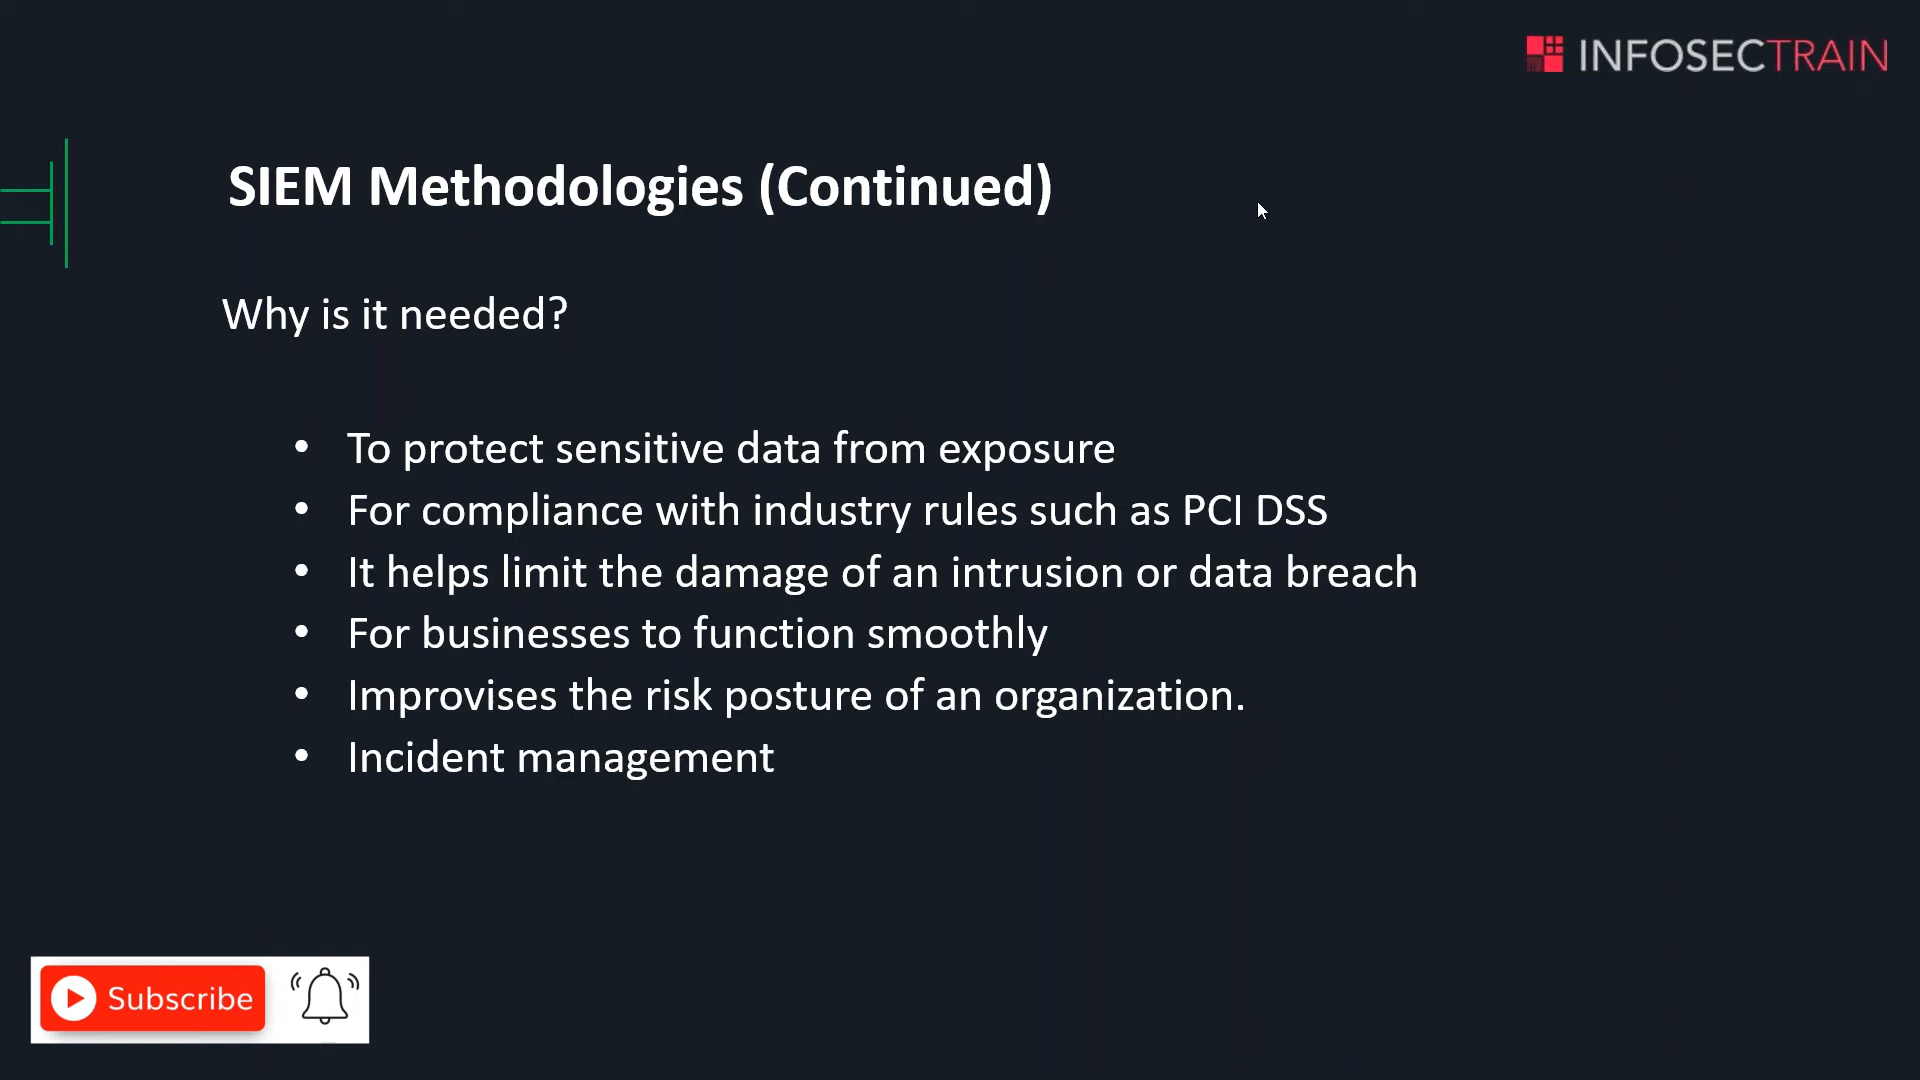 INFOSECTRAIN
SIEM Methodologies (Continued)
Why is it needed?
• To protect sensitive data from exposure
• For compliance with industry rules such as PCI DSS
• It helps limit the damage of an intrusion or data breach
• For businesses to function smoothly
• Improvises the risk posture of an organization.
• Incident management
Subscribe